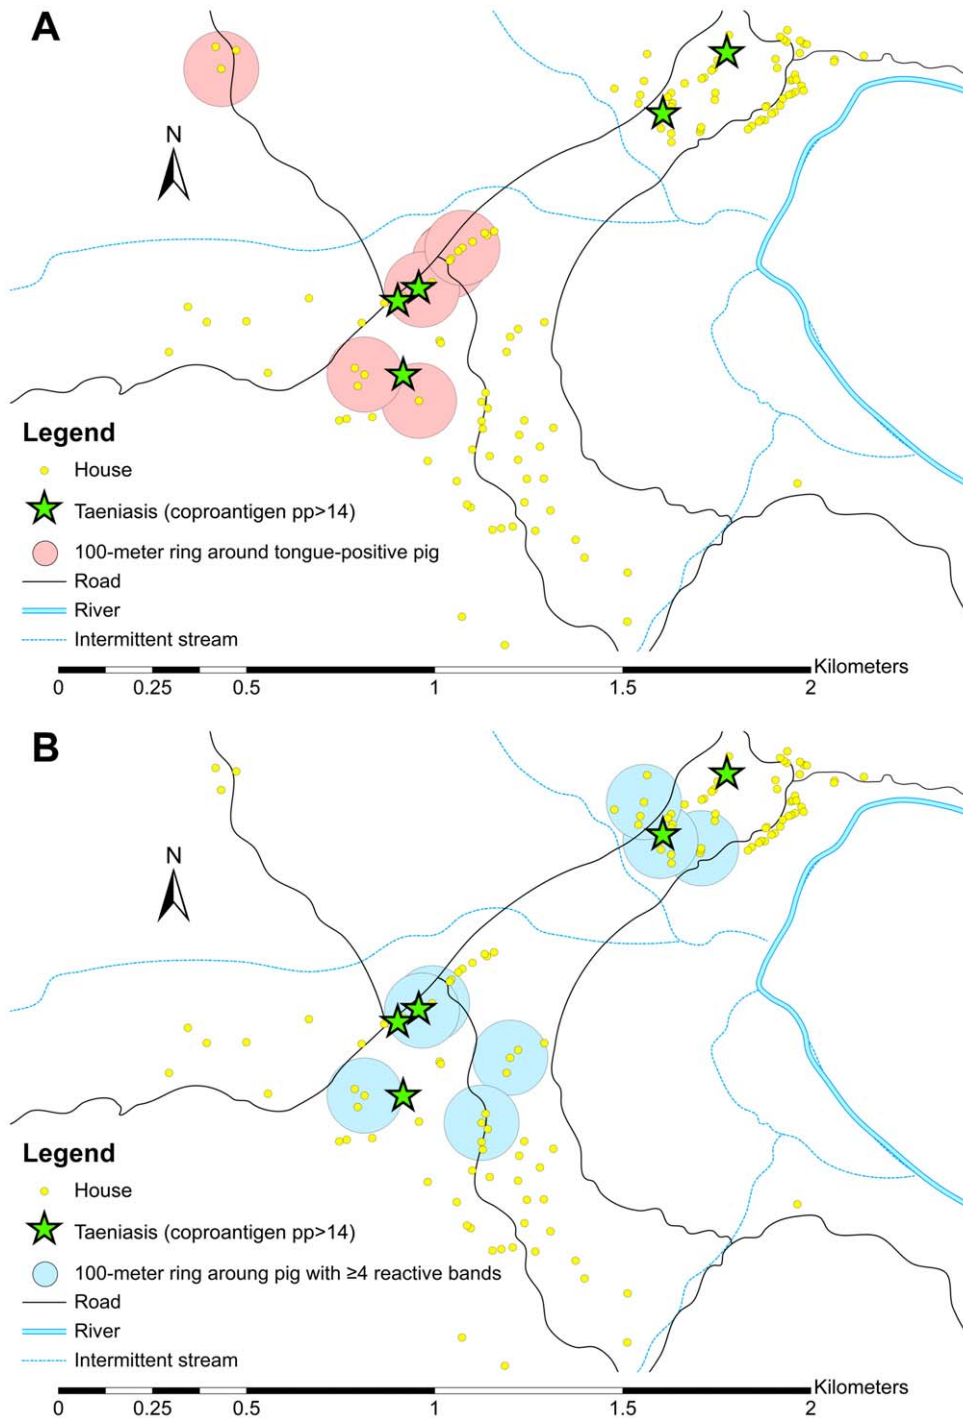 A
N
Legend
House
Taeniasis (coproantigen pp>14)
100-meter ring around tongue-positive pig
Road
River
Intermittent stream
Kilometers
0 0.25 0.5 1 1.5 2
B
N
Legend
House
Taeniasis (coproantigen pp>14)
100-meter ring aroung pig with ≥4 reactive bands
Road
River
Intermittent stream
Kilometers
0 0.25 0.5 1 1.5 2